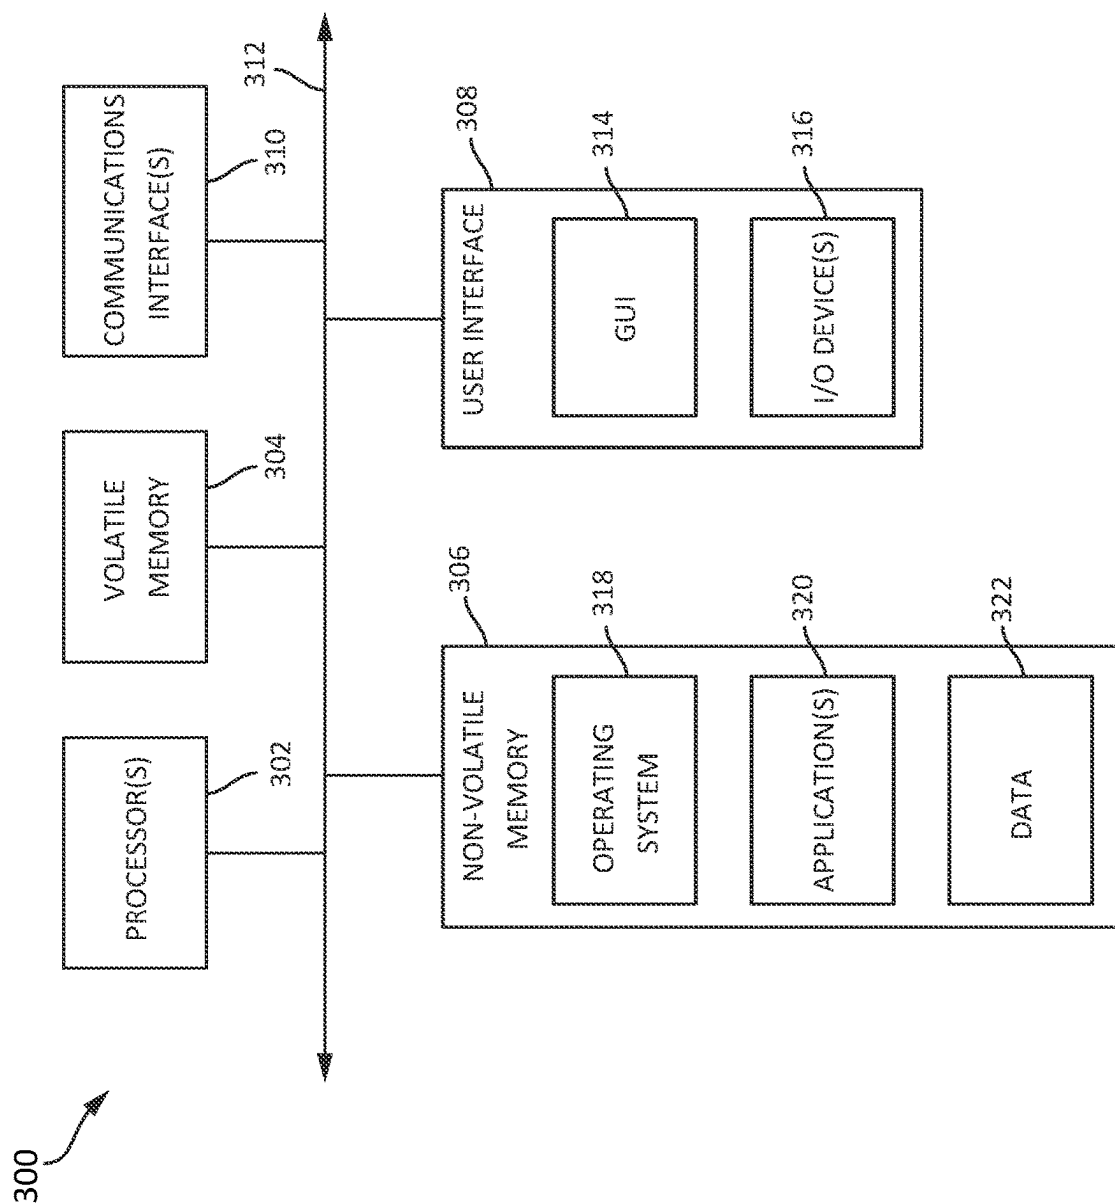 300
PROCESSOR(S)
302
VOLATILE
MEMORY
304
COMMUNICATIONS
INTERFACE(S)
310
312
NON-VOLATILE
MEMORY
306
OPERATING
SYSTEM
318
APPLICATION(S)
320
DATA
322
USER INTERFACE
308
GUI
314
I/O DEVICE(S)
316